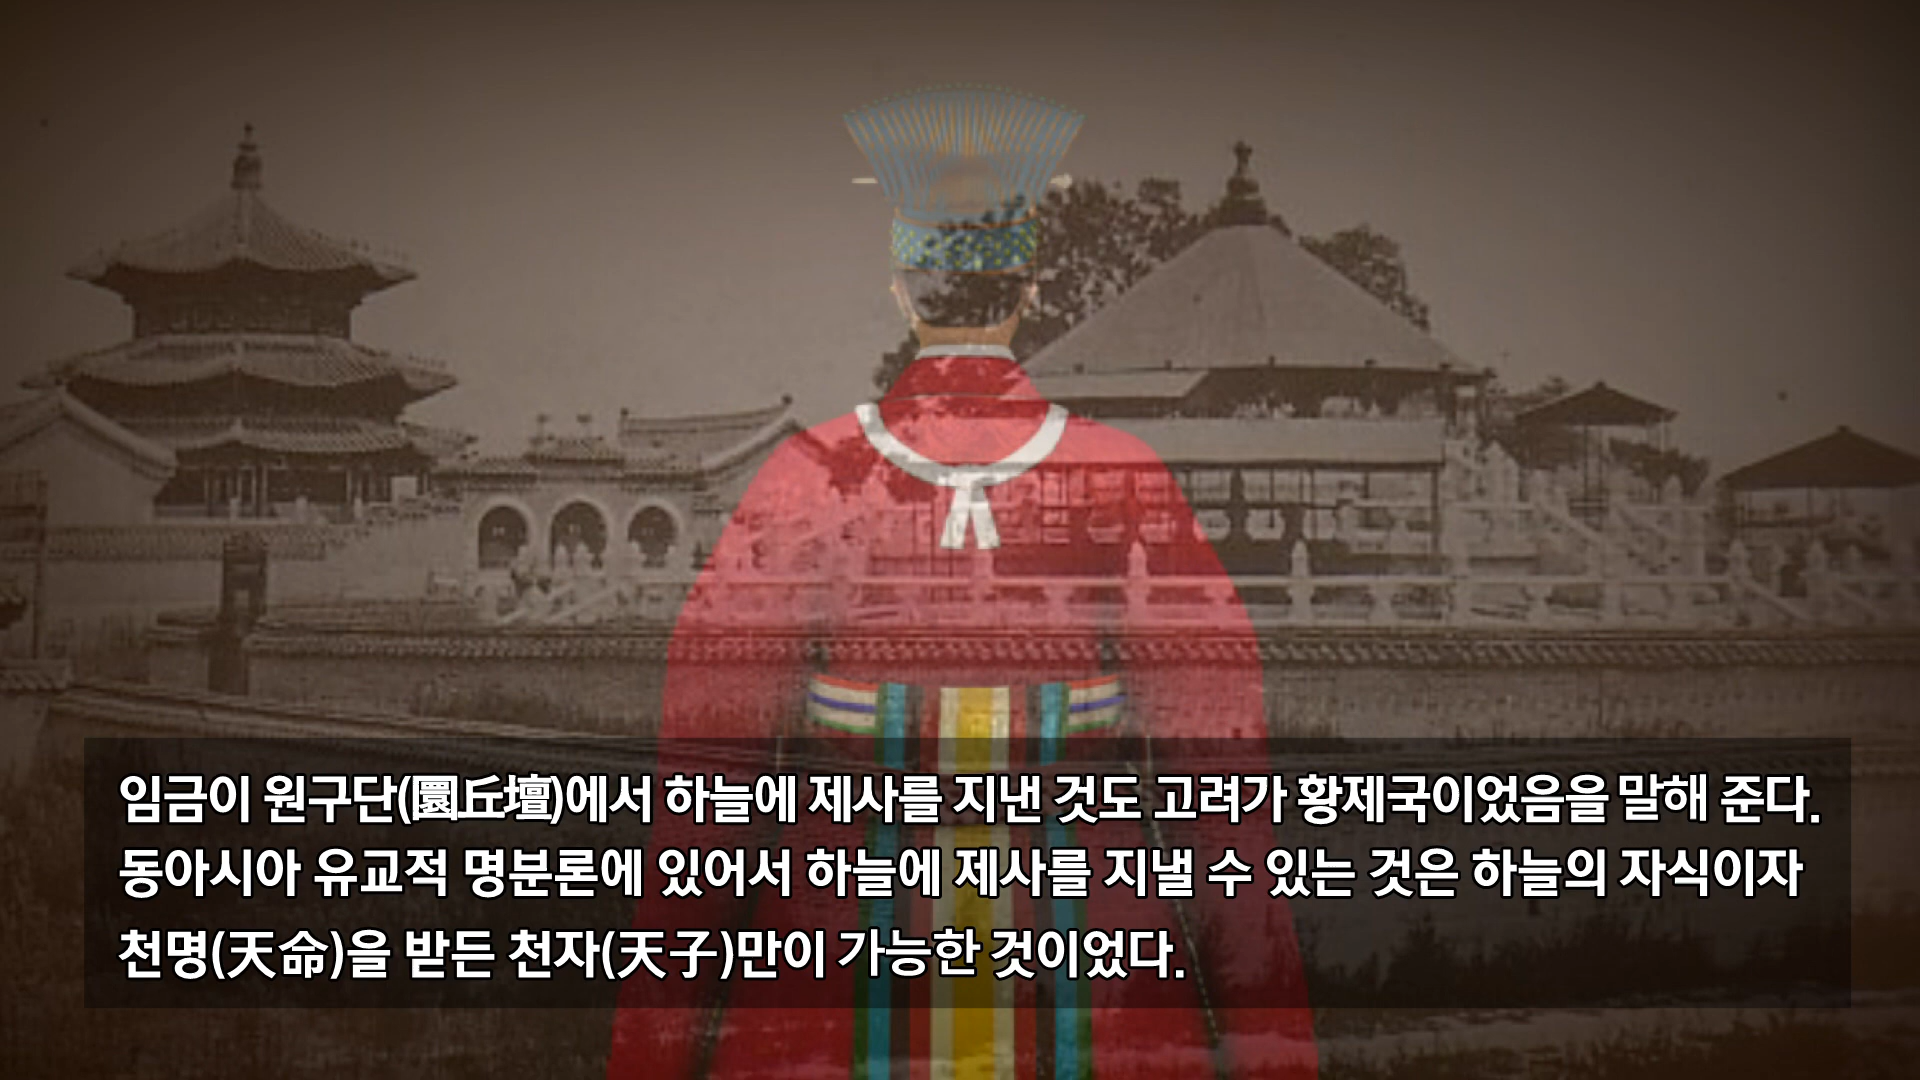 임금이 원구단(圜丘壇)에서 하늘에 제사를 지낸 것도 고려가 황제국이었음을 말해 준다.
동아시아 유교적 명분론에 있어서 하늘에 제사를 지낼 수 있는 것은 하늘의 자식이자
천명(天命)을 받든 천자(天子)만이 가능한 것이었다.